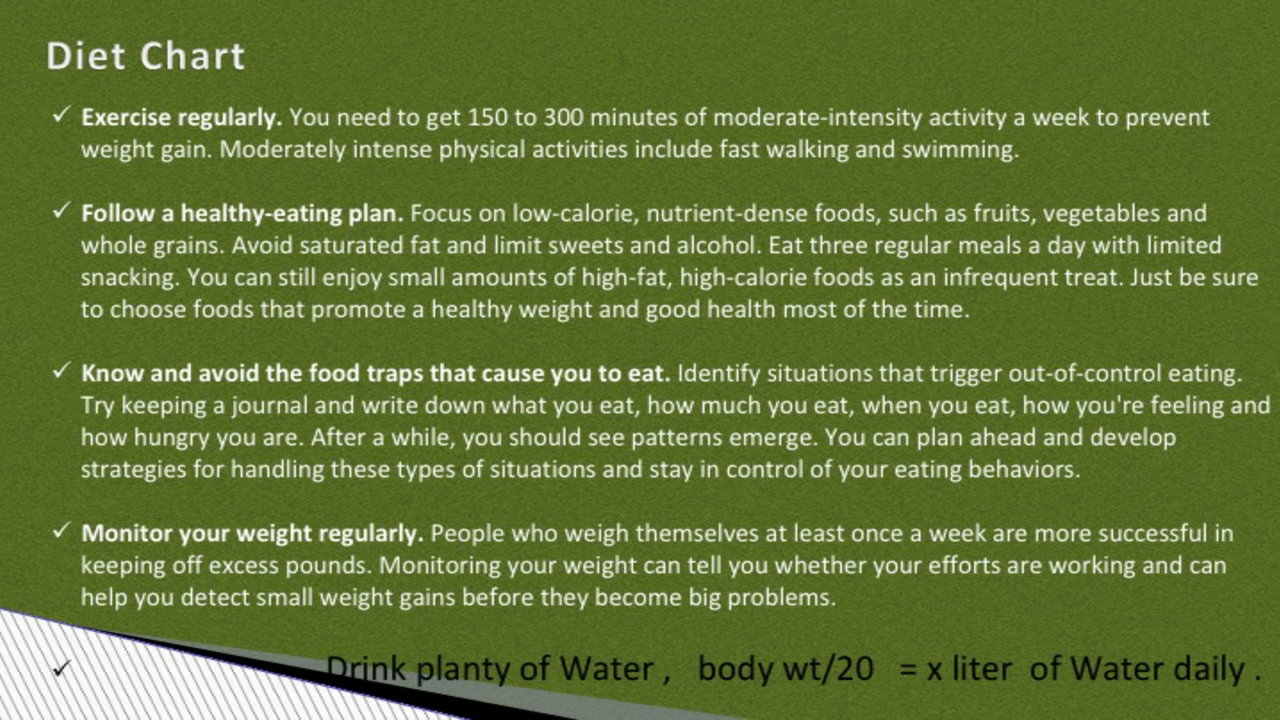 Diet Chart
✓ Exercise regularly. You need to get 150 to 300 minutes of moderate-intensity activity a week to prevent
weight gain. Moderately intense physical activities include fast walking and swimming.
✓ Follow a healthy-eating plan. Focus on low-calorie, nutrient-dense foods, such as fruits, vegetables and
whole grains. Avoid saturated fat and limit sweets and alcohol. Eat three regular meals a day with limited
snacking. You can still enjoy small amounts of high-fat, high-calorie foods as an infrequent treat. Just be sure
to choose foods that promote a healthy weight and good health most of the time.
✓ Know and avoid the food traps that cause you to eat. Identify situations that trigger out-of-control eating.
Try keeping a journal and write down what you eat, how much you eat, when you eat, how you're feeling and
how hungry you are. After a while, you should see patterns emerge. You can plan ahead and develop
strategies for handling these types of situations and stay in control of your eating behaviors.
✓ Monitor your weight regularly. People who weigh themselves at least once a week are more successful in
keeping off excess pounds. Monitoring your weight can tell you whether your efforts are working and can
help you detect small weight gains before they become big problems.
✓ Drink planty of Water , body wt/20 = x liter of Water daily .